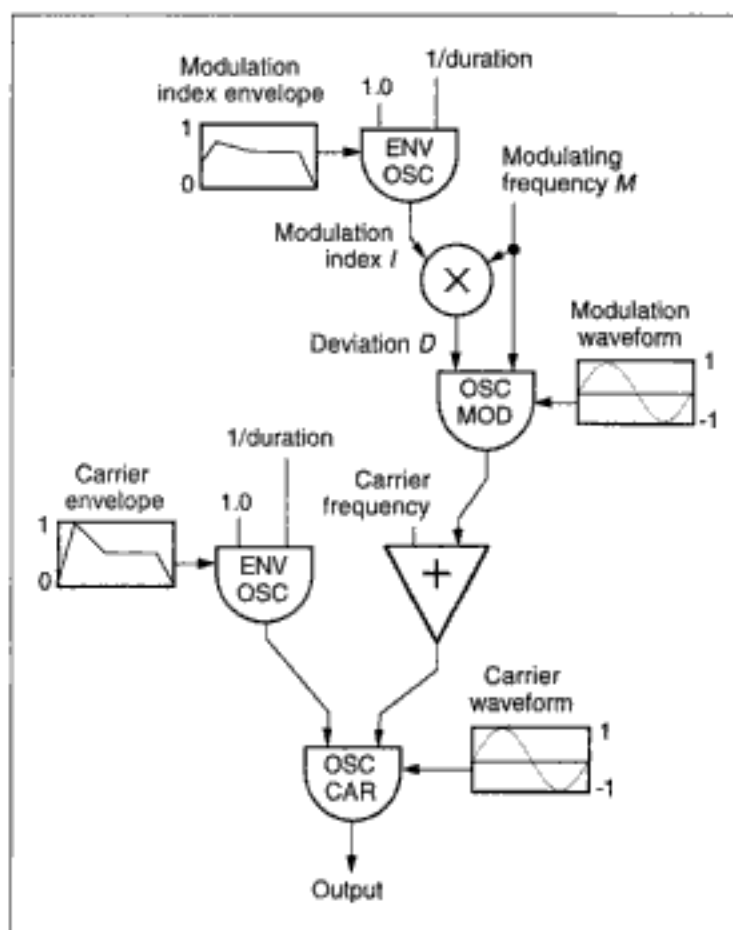 Modulation
index envelope
1/duration
1.0
1
0
ENV
OSC
Modulating
frequency M
Modulation
index I
×
Deviation D
Modulation
waveform
OSC
MOD
1
-1
1/duration
Carrier
envelope
1.0
Carrier
frequency
1
0
ENV
OSC
+
Carrier
waveform
OSC
CAR
1
-1
Output